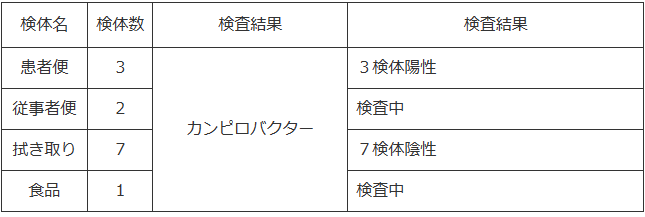 検体名 検体数 検査結果 検査結果
患者便 ３ ３検体陽性
従事者便 ２ 検査中
カンピロバクター
拭き取り ７ ７検体陰性
食品 １ 検査中